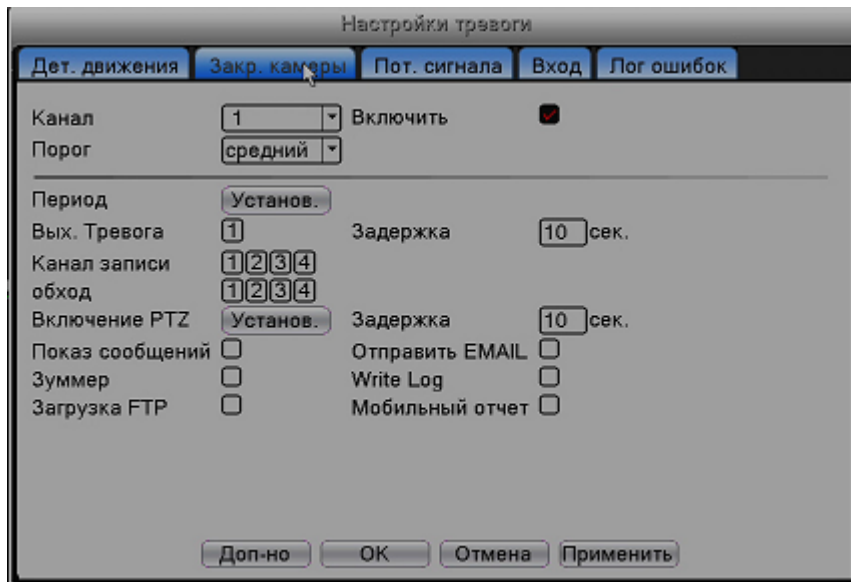 Настройки тревоги
Дет. движения Закр. камеры Пот. сигнала Вход Лог ошибок
Канал 1 Включить
Порог средний
Период Установ.
Вых. Тревога 1 Задержка 10 сек.
Канал записи 1 2 3 4
обход 1 2 3 4
Включение PTZ Установ. Задержка 10 сек.
Показ сообщений Отправить EMAIL
Зуммер Write Log
Загрузка FTP Мобильный отчет
Доп-но OK Отмена Применить